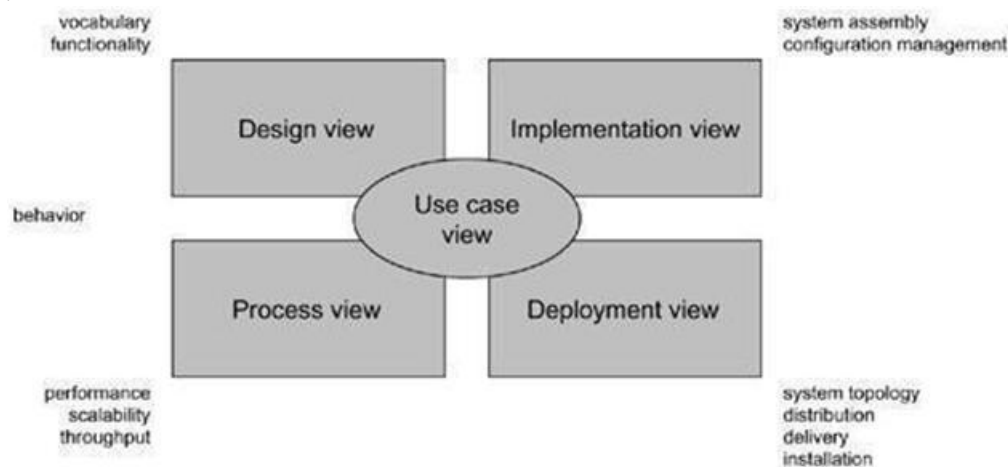 vocabulary
functionality
system assembly
configuration management
Design view
Implementation view
behavior
Use case
view
Process view
Deployment view
performance
scalability
throughput
system topology
distribution
delivery
installation